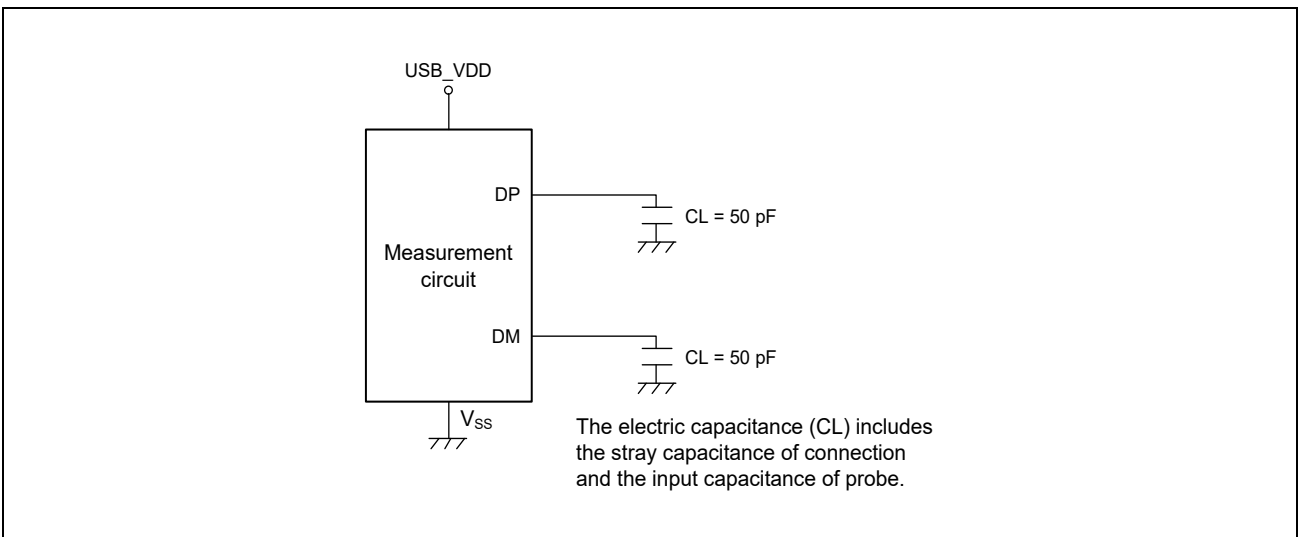 USB_VDD
DP
CL = 50 pF
Measurement
circuit
DM
CL = 50 pF
VSS
The electric capacitance (CL) includes
the stray capacitance of connection
and the input capacitance of probe.